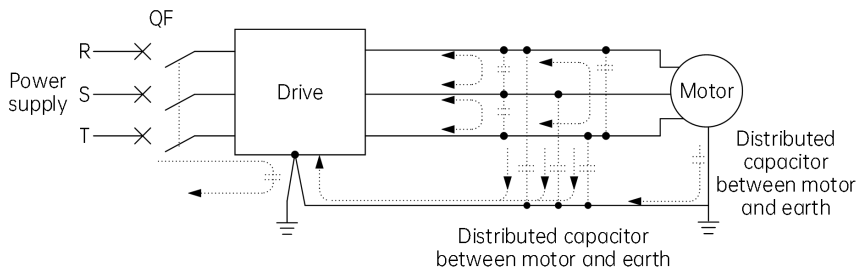 QF
R
Power
supply
S
T
Drive
Motor
Distributed
capacitor
between motor
and earth
Distributed capacitor
between motor and earth